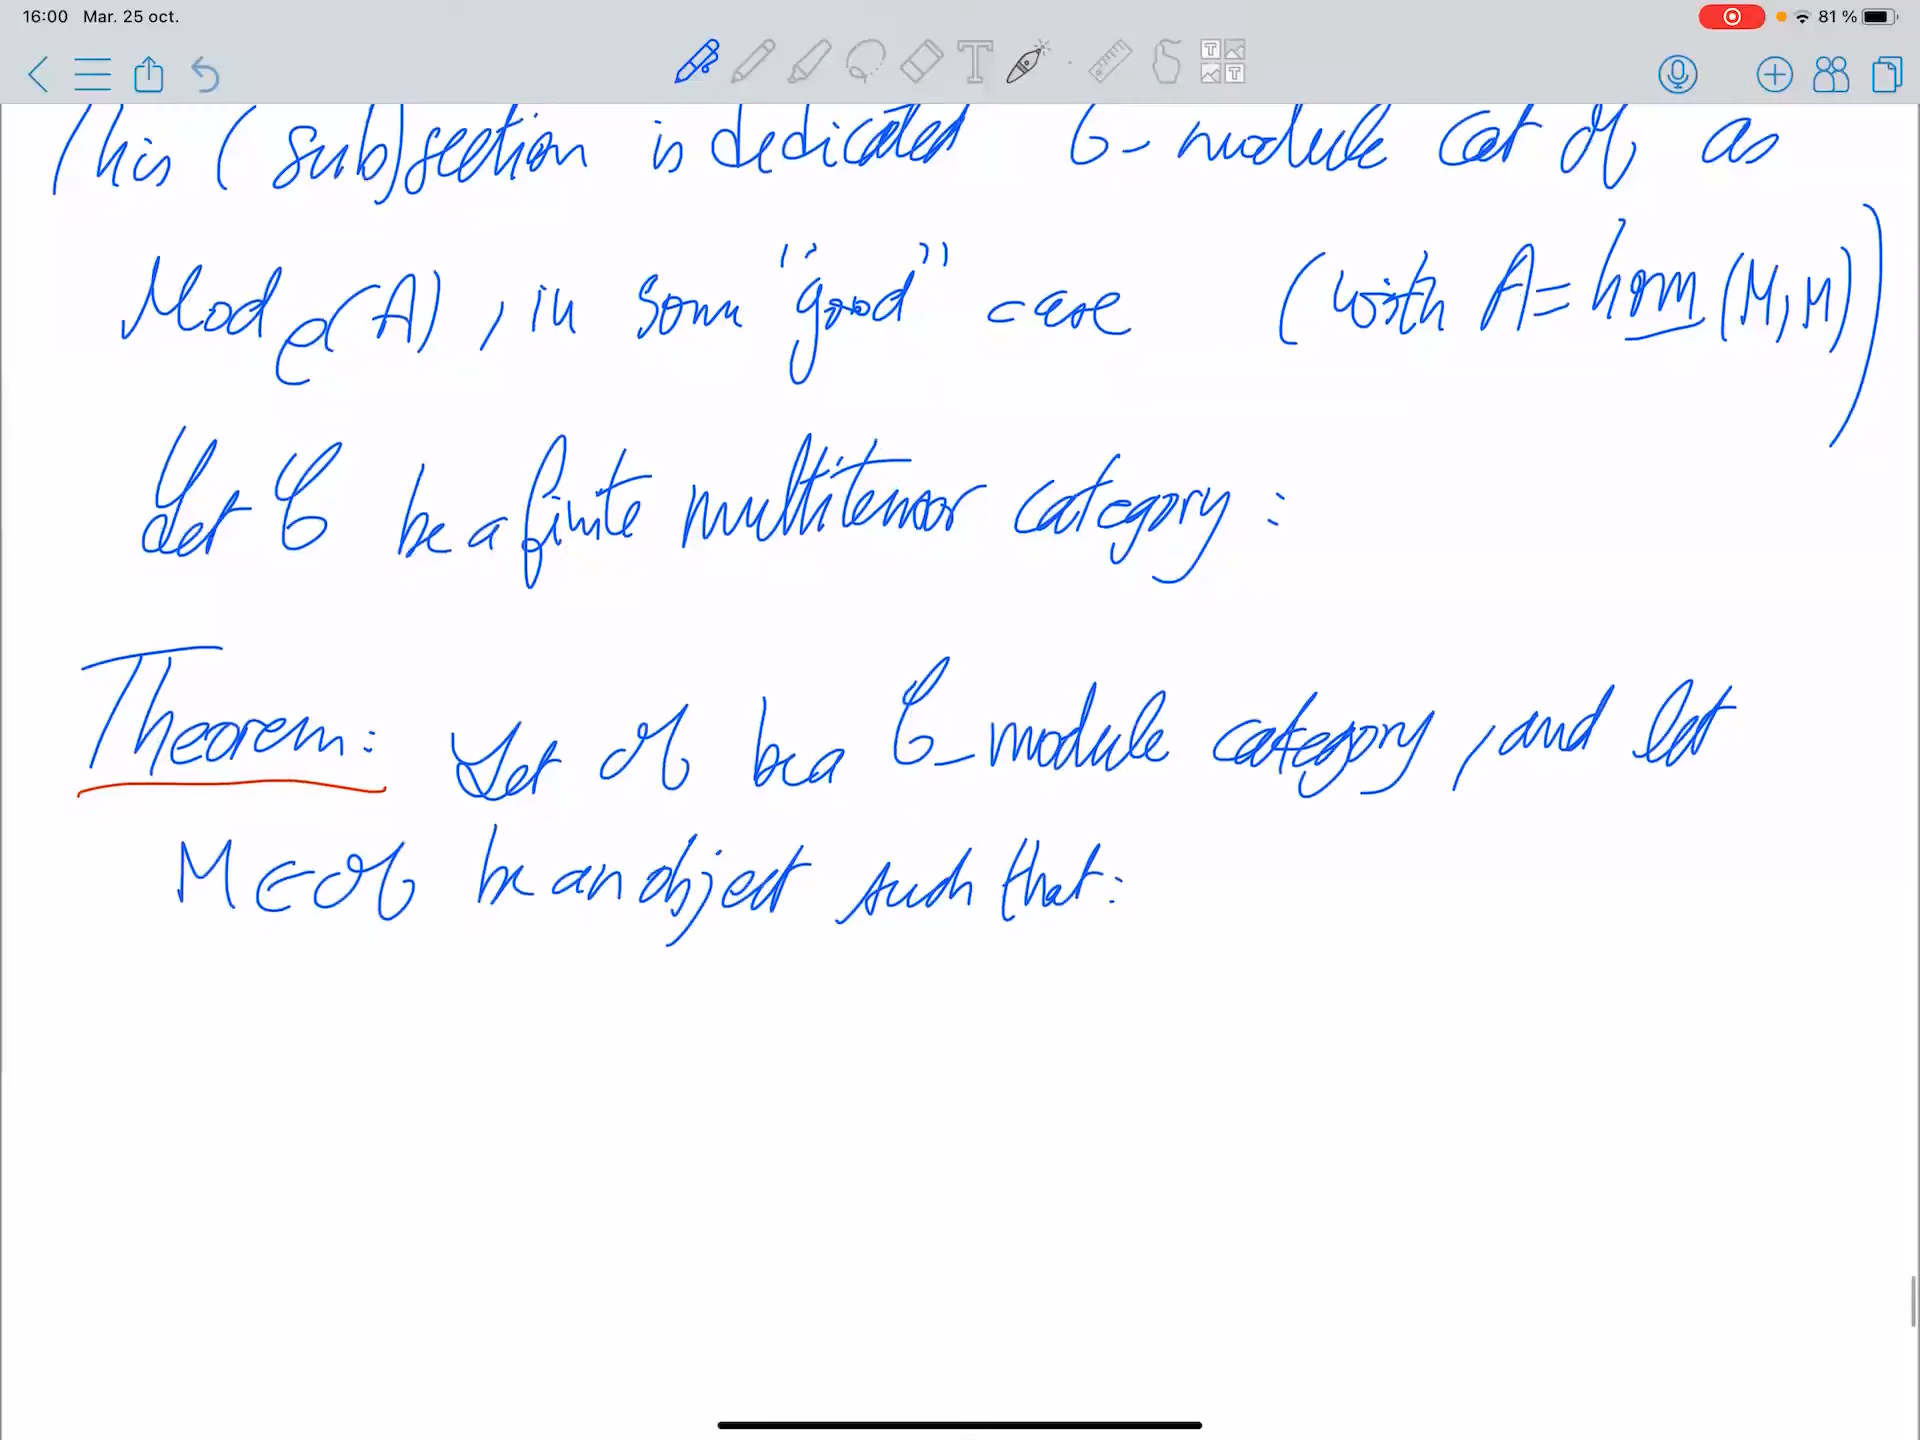 16:00 Mar. 25 oct. 81 %
This (sub)section is dedicated 𝒞-module cat ℳ as
Mod_𝒞(A), in some "good" case (with A = hom(M,M))
Let 𝒞 be a finite multitensor category:
Theorem: Let ℳ be a 𝒞-module category, and let
M ∈ ℳ be an object such that: